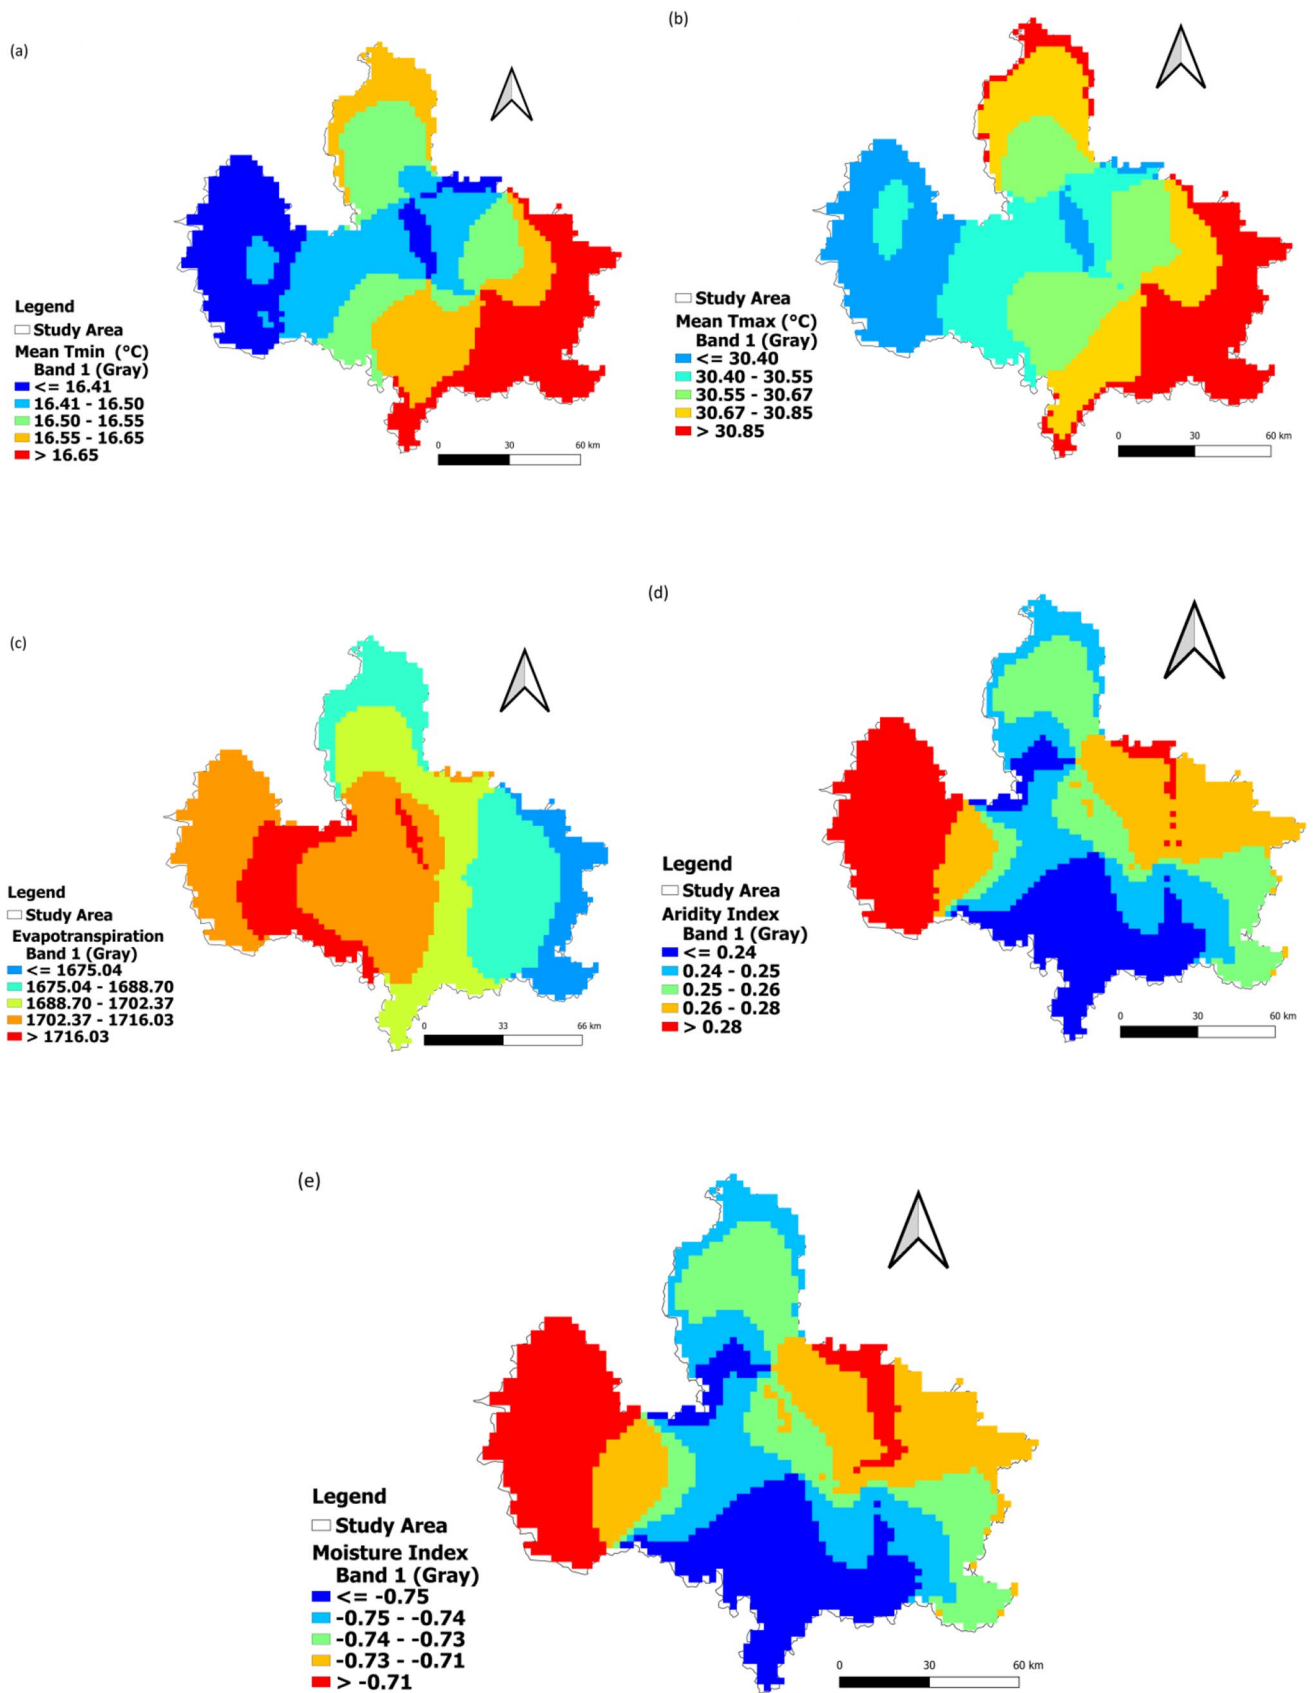 (a)
Legend
Study Area
Mean Tmin (°C)
Band 1 (Gray)
<= 16.41
16.41 - 16.50
16.50 - 16.55
16.55 - 16.65
> 16.65
0 30 60 km
(b)
Study Area
Mean Tmax (°C)
Band 1 (Gray)
<= 30.40
30.40 - 30.55
30.55 - 30.67
30.67 - 30.85
> 30.85
0 30 60 km
(c)
Legend
Study Area
Evapotranspiration
Band 1 (Gray)
<= 1675.04
1675.04 - 1688.70
1688.70 - 1702.37
1702.37 - 1716.03
> 1716.03
0 33 66 km
(d)
Legend
Study Area
Aridity Index
Band 1 (Gray)
<= 0.24
0.24 - 0.25
0.25 - 0.26
0.26 - 0.28
> 0.28
0 30 60 km
(e)
Legend
Study Area
Moisture Index
Band 1 (Gray)
<= -0.75
-0.75 - -0.74
-0.74 - -0.73
-0.73 - -0.71
> -0.71
0 30 60 km